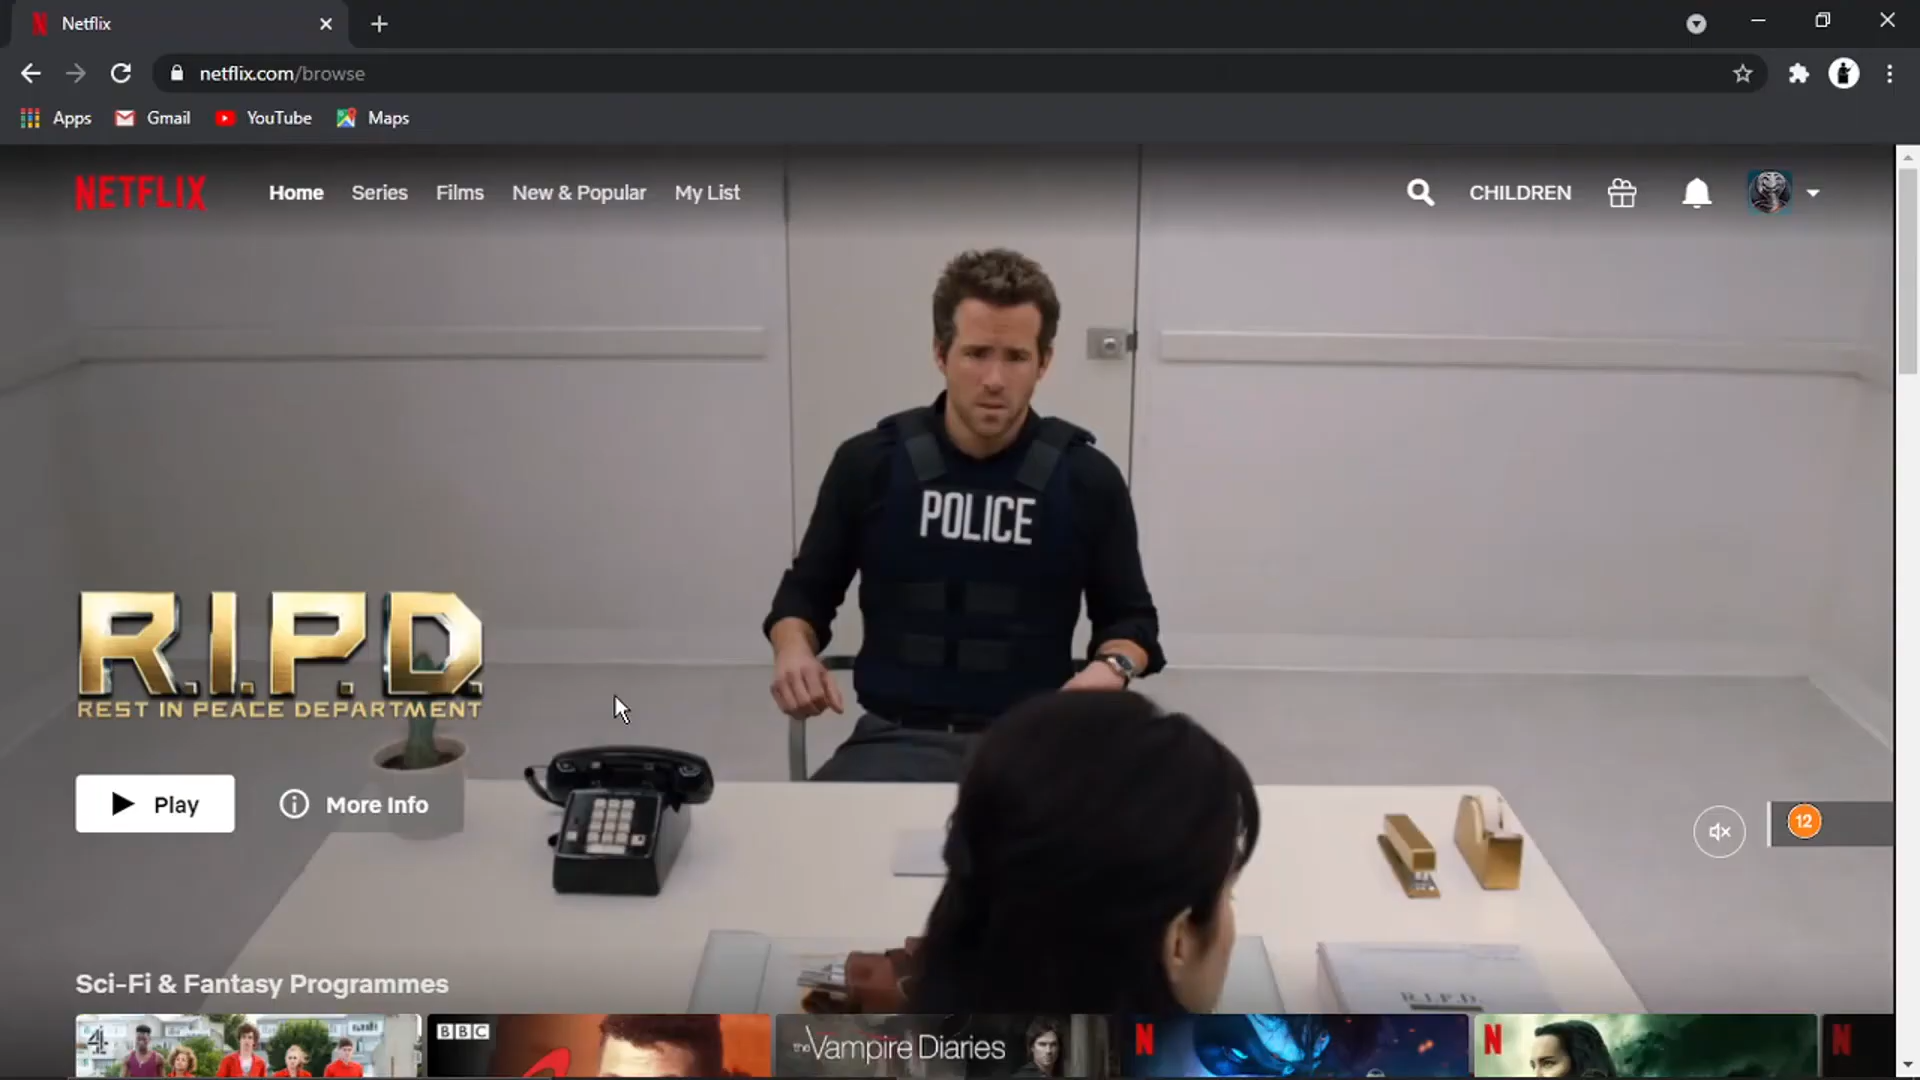 Netflix
netflix.com/browse
Apps Gmail YouTube Maps
NETFLIX Home Series Films New & Popular My List CHILDREN
POLICE
R.I.P.D.
REST IN PEACE DEPARTMENT
Play More Info
12
R.I.P.D.
Sci-Fi & Fantasy Programmes
4 BBC the Vampire Diaries N N N